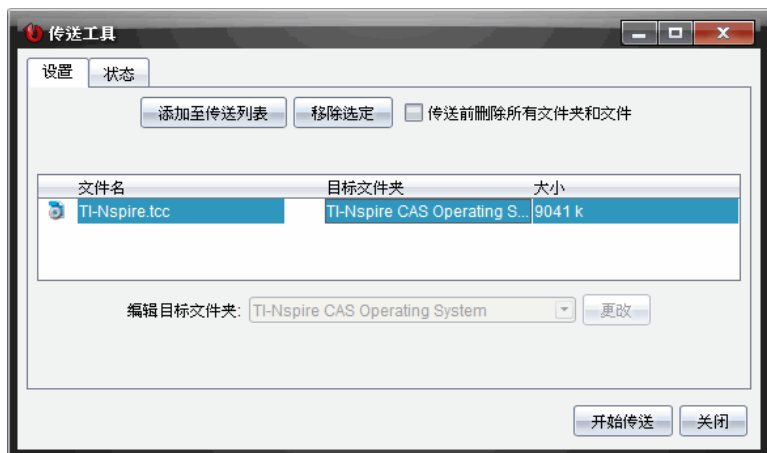 传送工具
设置 状态
添加至传送列表 移除选定 传送前删除所有文件夹和文件
文件名 目标文件夹 大小
TI-Nspire.tcc TI-Nspire CAS Operating S... 9041 k
编辑目标文件夹: TI-Nspire CAS Operating System 更改
开始传送 关闭